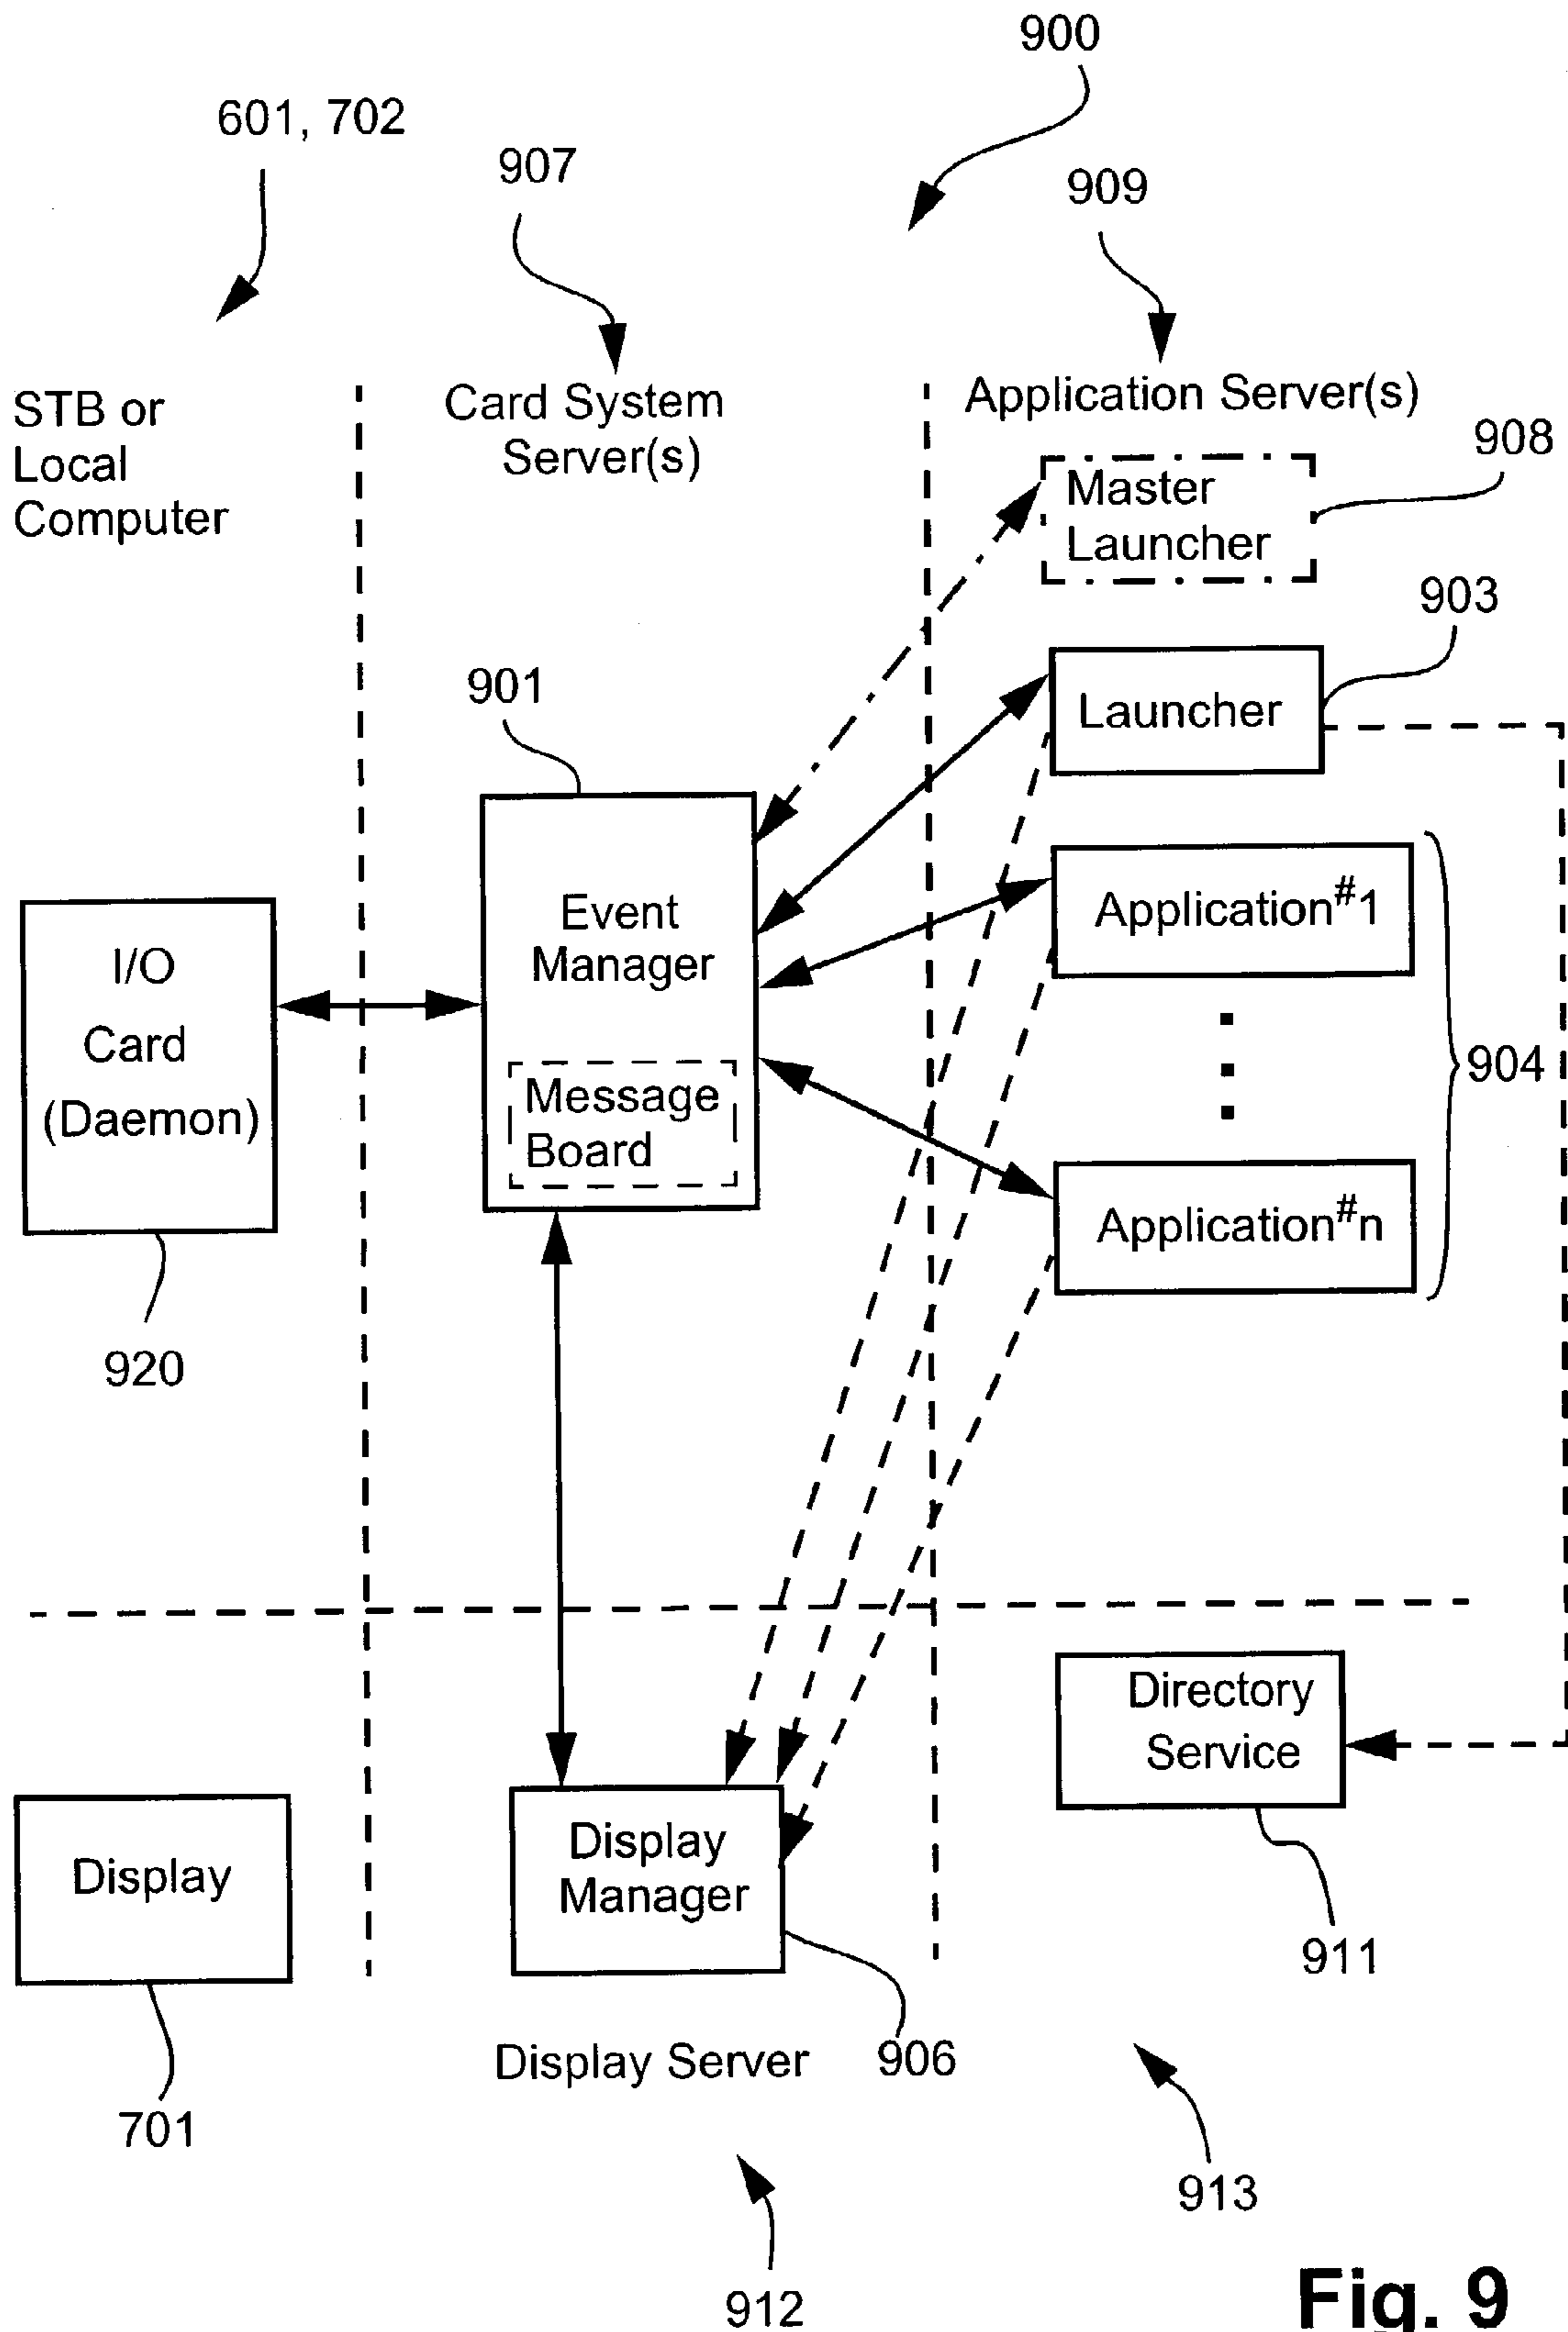 900
601, 702
907
909
STB or
Local
Computer
Card System
Server(s)
Application Server(s)
908
Master
Launcher
903
901
Launcher
Event
Manager
Application#1
I/O
Card
(Daemon)
904
Message
Board
Application#n
920
Directory
Service
Display
Manager
Display
911
Display Server
906
701
913
912
Fig. 9